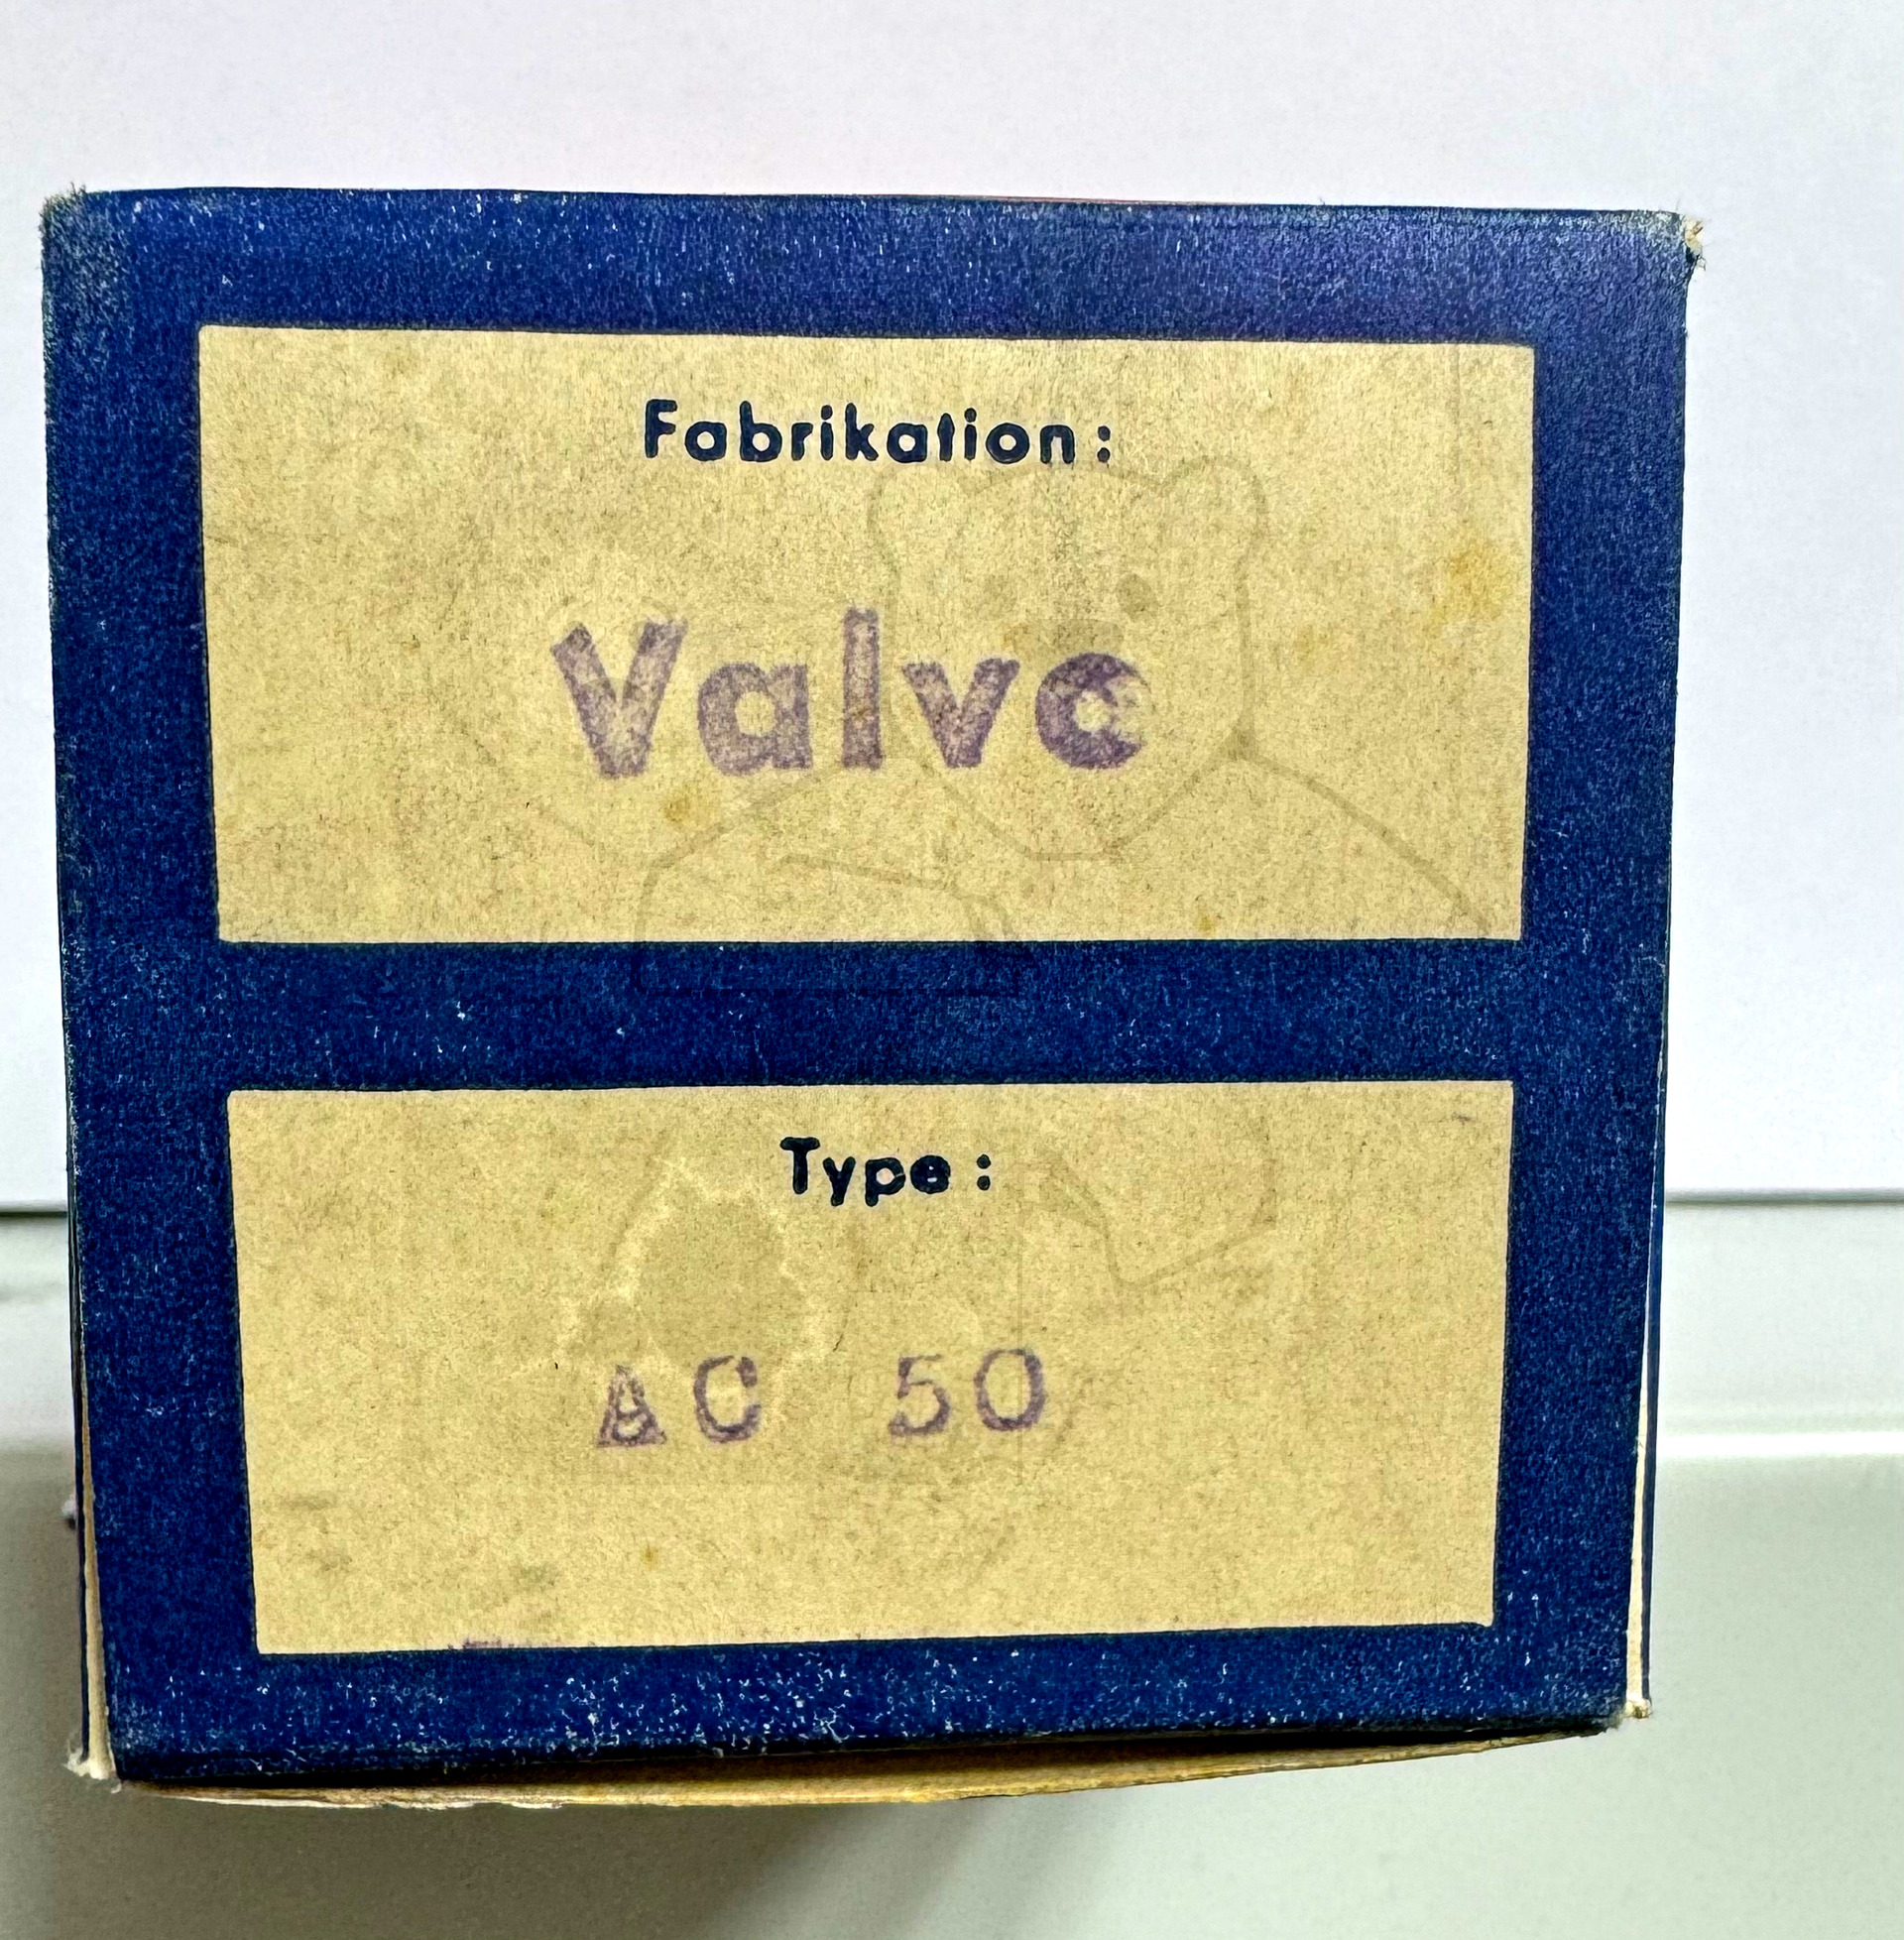 Fabrikation:
Valvo
Type:
AC 50